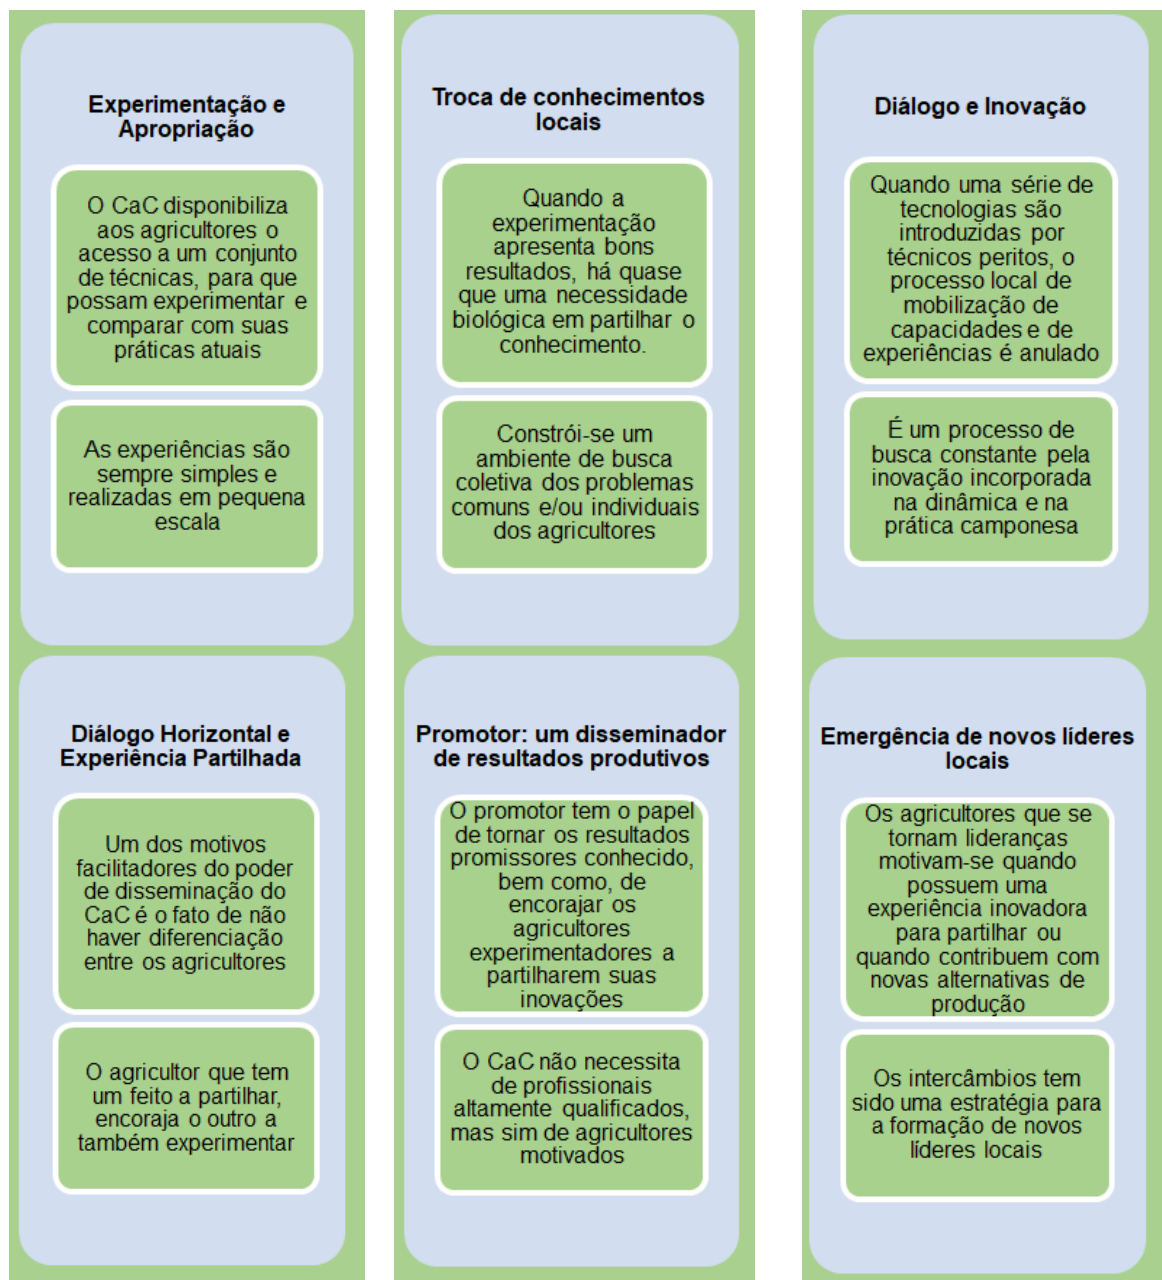 Experimentação e
Apropriação
O CaC disponibiliza
aos agricultores o
acesso a um conjunto
de técnicas, para que
possam experimentar e
comparar com suas
práticas atuais
As experiências são
sempre simples e
realizadas em pequena
escala
Troca de conhecimentos
locais
Quando a
experimentação
apresenta bons
resultados, há quase
que uma necessidade
biológica em partilhar o
conhecimento.
Constrói-se um
ambiente de busca
coletiva dos problemas
comuns e/ou individuais
dos agricultores
Diálogo e Inovação
Quando uma série de
tecnologias são
introduzidas por
técnicos peritos, o
processo local de
mobilização de
capacidades e de
experiências é anulado
É um processo de
busca constante pela
inovação incorporada
na dinâmica e na
prática camponesa
Diálogo Horizontal e
Experiência Partilhada
Um dos motivos
facilitadores do poder
de disseminação do
CaC é o fato de não
haver diferenciação
entre os agricultores
O agricultor que tem
um feito a partilhar,
encoraja o outro a
também experimentar
Promotor: um disseminador
de resultados produtivos
O promotor tem o papel
de tornar os resultados
promissores conhecido,
bem como, de
encorajar os
agricultores
experimentadores a
partilharem suas
inovações
O CaC não necessita
de profissionais
altamente qualificados,
mas sim de agricultores
motivados
Emergência de novos líderes
locais
Os agricultores que se
tornam lideranças
motivam-se quando
possuem uma
experiência inovadora
para partilhar ou
quando contribuem com
novas alternativas de
produção
Os intercâmbios tem
sido uma estratégia para
a formação de novos
líderes locais